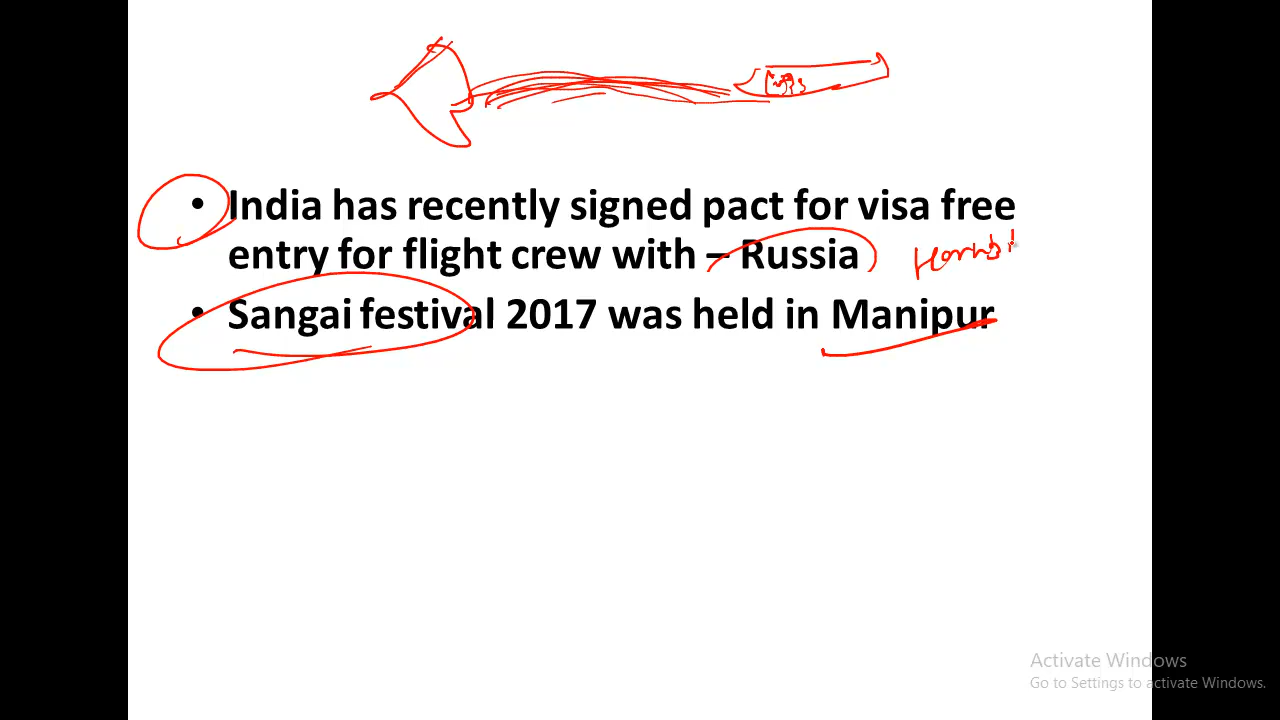 • India has recently signed pact for visa free
entry for flight crew with – Russia
• Sangai festival 2017 was held in Manipur
Activate Windows
Go to Settings to activate Windows.